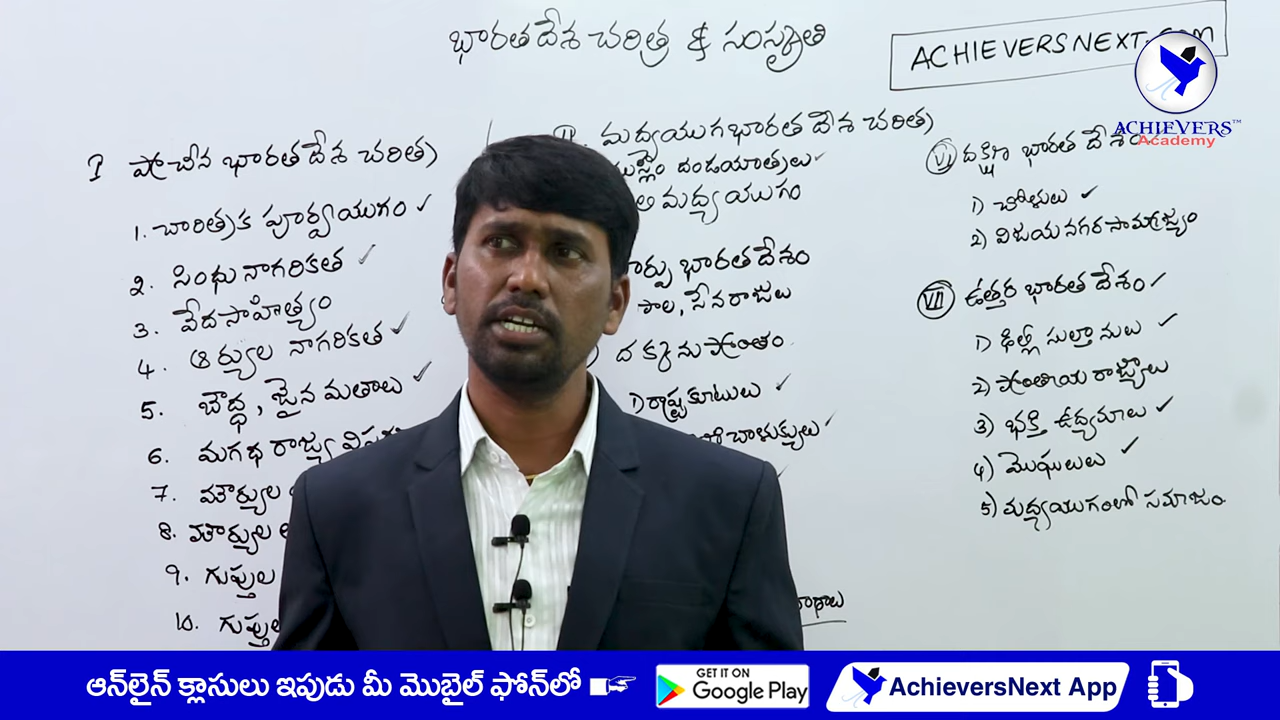 భారతదేశ చరిత్ర & సంస్కృతి
ACHIEVERSNEXT.COM
ACHIEVERS™
Academy
I ప్రాచీన భారతదేశ చరిత్ర
1. చారిత్రక పూర్వయుగం ✓
2. సింధు నాగరికత ✓
3. వేదసాహిత్యం
4. ఆర్యుల నాగరికత ✓
5. బౌద్ధ, జైన మతాలు ✓
6. మగధ రాజ్య
7. మౌర్యుల
8. మౌర్యుల
9. గుప్తుల
10. గుప్తుల
II. మధ్యయుగ భారతదేశ చరిత్ర
ముస్లిం దండయాత్రలు ✓
మధ్యయుగం
తూర్పు భారతదేశం
పాల, సేనరాజులు
దక్కను ప్రాంతం
1) రాష్ట్రకూటులు ✓
చాళుక్యులు ✓
VI దక్షిణ భారతదేశం
1) చోళులు ✓
2) విజయనగర సామ్రాజ్యం
VII ఉత్తర భారతదేశం ✓
1) ఢిల్లీ సుల్తానులు ✓
2) ప్రాంతీయ రాజ్యాలు
3) భక్తి ఉద్యమాలు ✓
4) మొఘలులు ✓
5) మధ్యయుగంలో సమాజం
ఆన్‌లైన్ క్లాసులు ఇపుడు మీ మొబైల్ ఫోన్‌లో
GET IT ON
Google Play
AchieversNext App